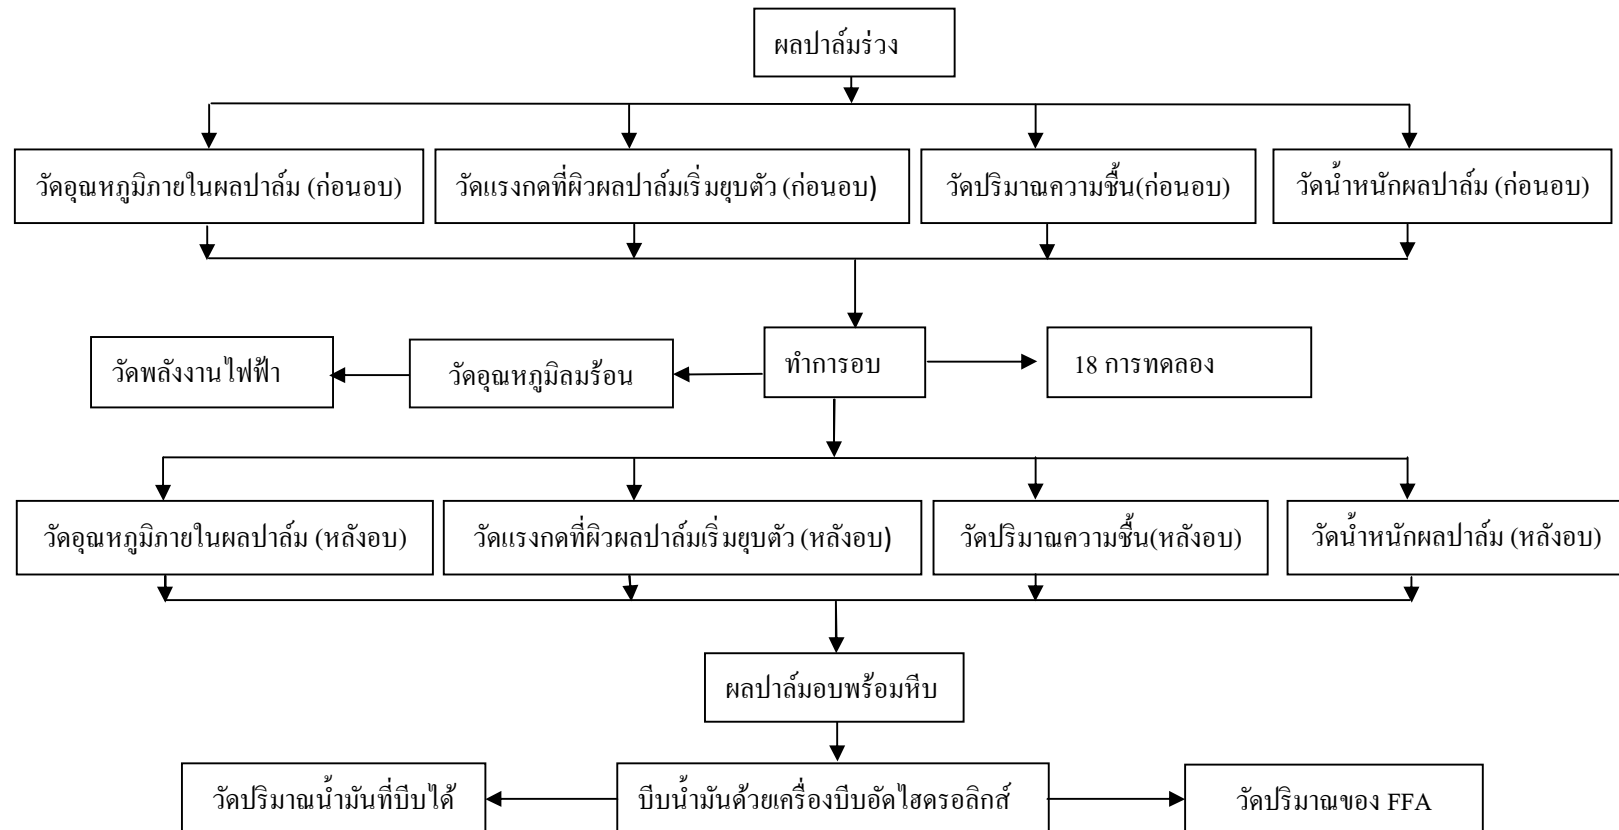 ผลปาล์มร่วง
วัดอุณหภูมิภายในผลปาล์ม (ก่อนอบ)
วัดแรงกดที่ผิวผลปาล์มเริ่มยุบตัว (ก่อนอบ)
วัดปริมาณความชื้น(ก่อนอบ)
วัดน้ำหนักผลปาล์ม (ก่อนอบ)
วัดพลังงานไฟฟ้า
วัดอุณหภูมิลมร้อน
ทำการอบ
18 การทดลอง
วัดอุณหภูมิภายในผลปาล์ม (หลังอบ)
วัดแรงกดที่ผิวผลปาล์มเริ่มยุบตัว (หลังอบ)
วัดปริมาณความชื้น(หลังอบ)
วัดน้ำหนักผลปาล์ม (หลังอบ)
ผลปาล์มอบพร้อมหีบ
วัดปริมาณน้ำมันที่บีบได้
บีบน้ำมันด้วยเครื่องบีบอัดไฮดรอลิกส์
วัดปริมาณของ FFA